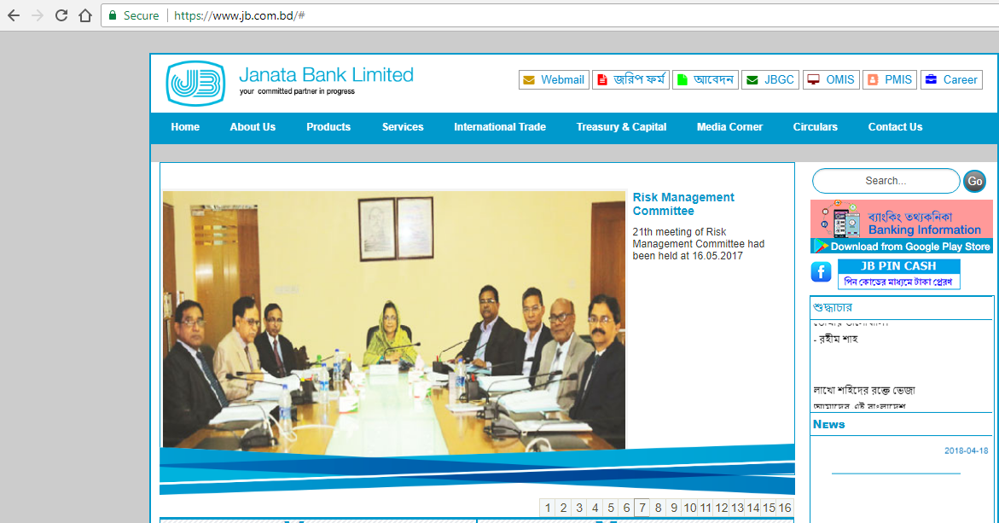 Secure https://www.jb.com.bd/#
JB
Janata Bank Limited
your committed partner in progress
Webmail জরিপ ফর্ম আবেদন JBGC OMIS PMIS Career
Home About Us Products Services International Trade Treasury & Capital Media Corner Circulars Contact Us
Search... Go
Risk Management
Committee
21th meeting of Risk
Management Committee had
been held at 16.05.2017
ব্যাংকিং তথ্যকনিকা
Banking Information
Download from Google Play Store
JB PIN CASH
পিন কোডের মাধ্যমে টাকা প্রেরণ
শুদ্ধাচার
- রহীম শাহ
লাখো শহিদের রক্তে ভেজা
আমাদের এই বাংলাদেশ
News
2018-04-18
1 2 3 4 5 6 7 8 9 10 11 12 13 14 15 16